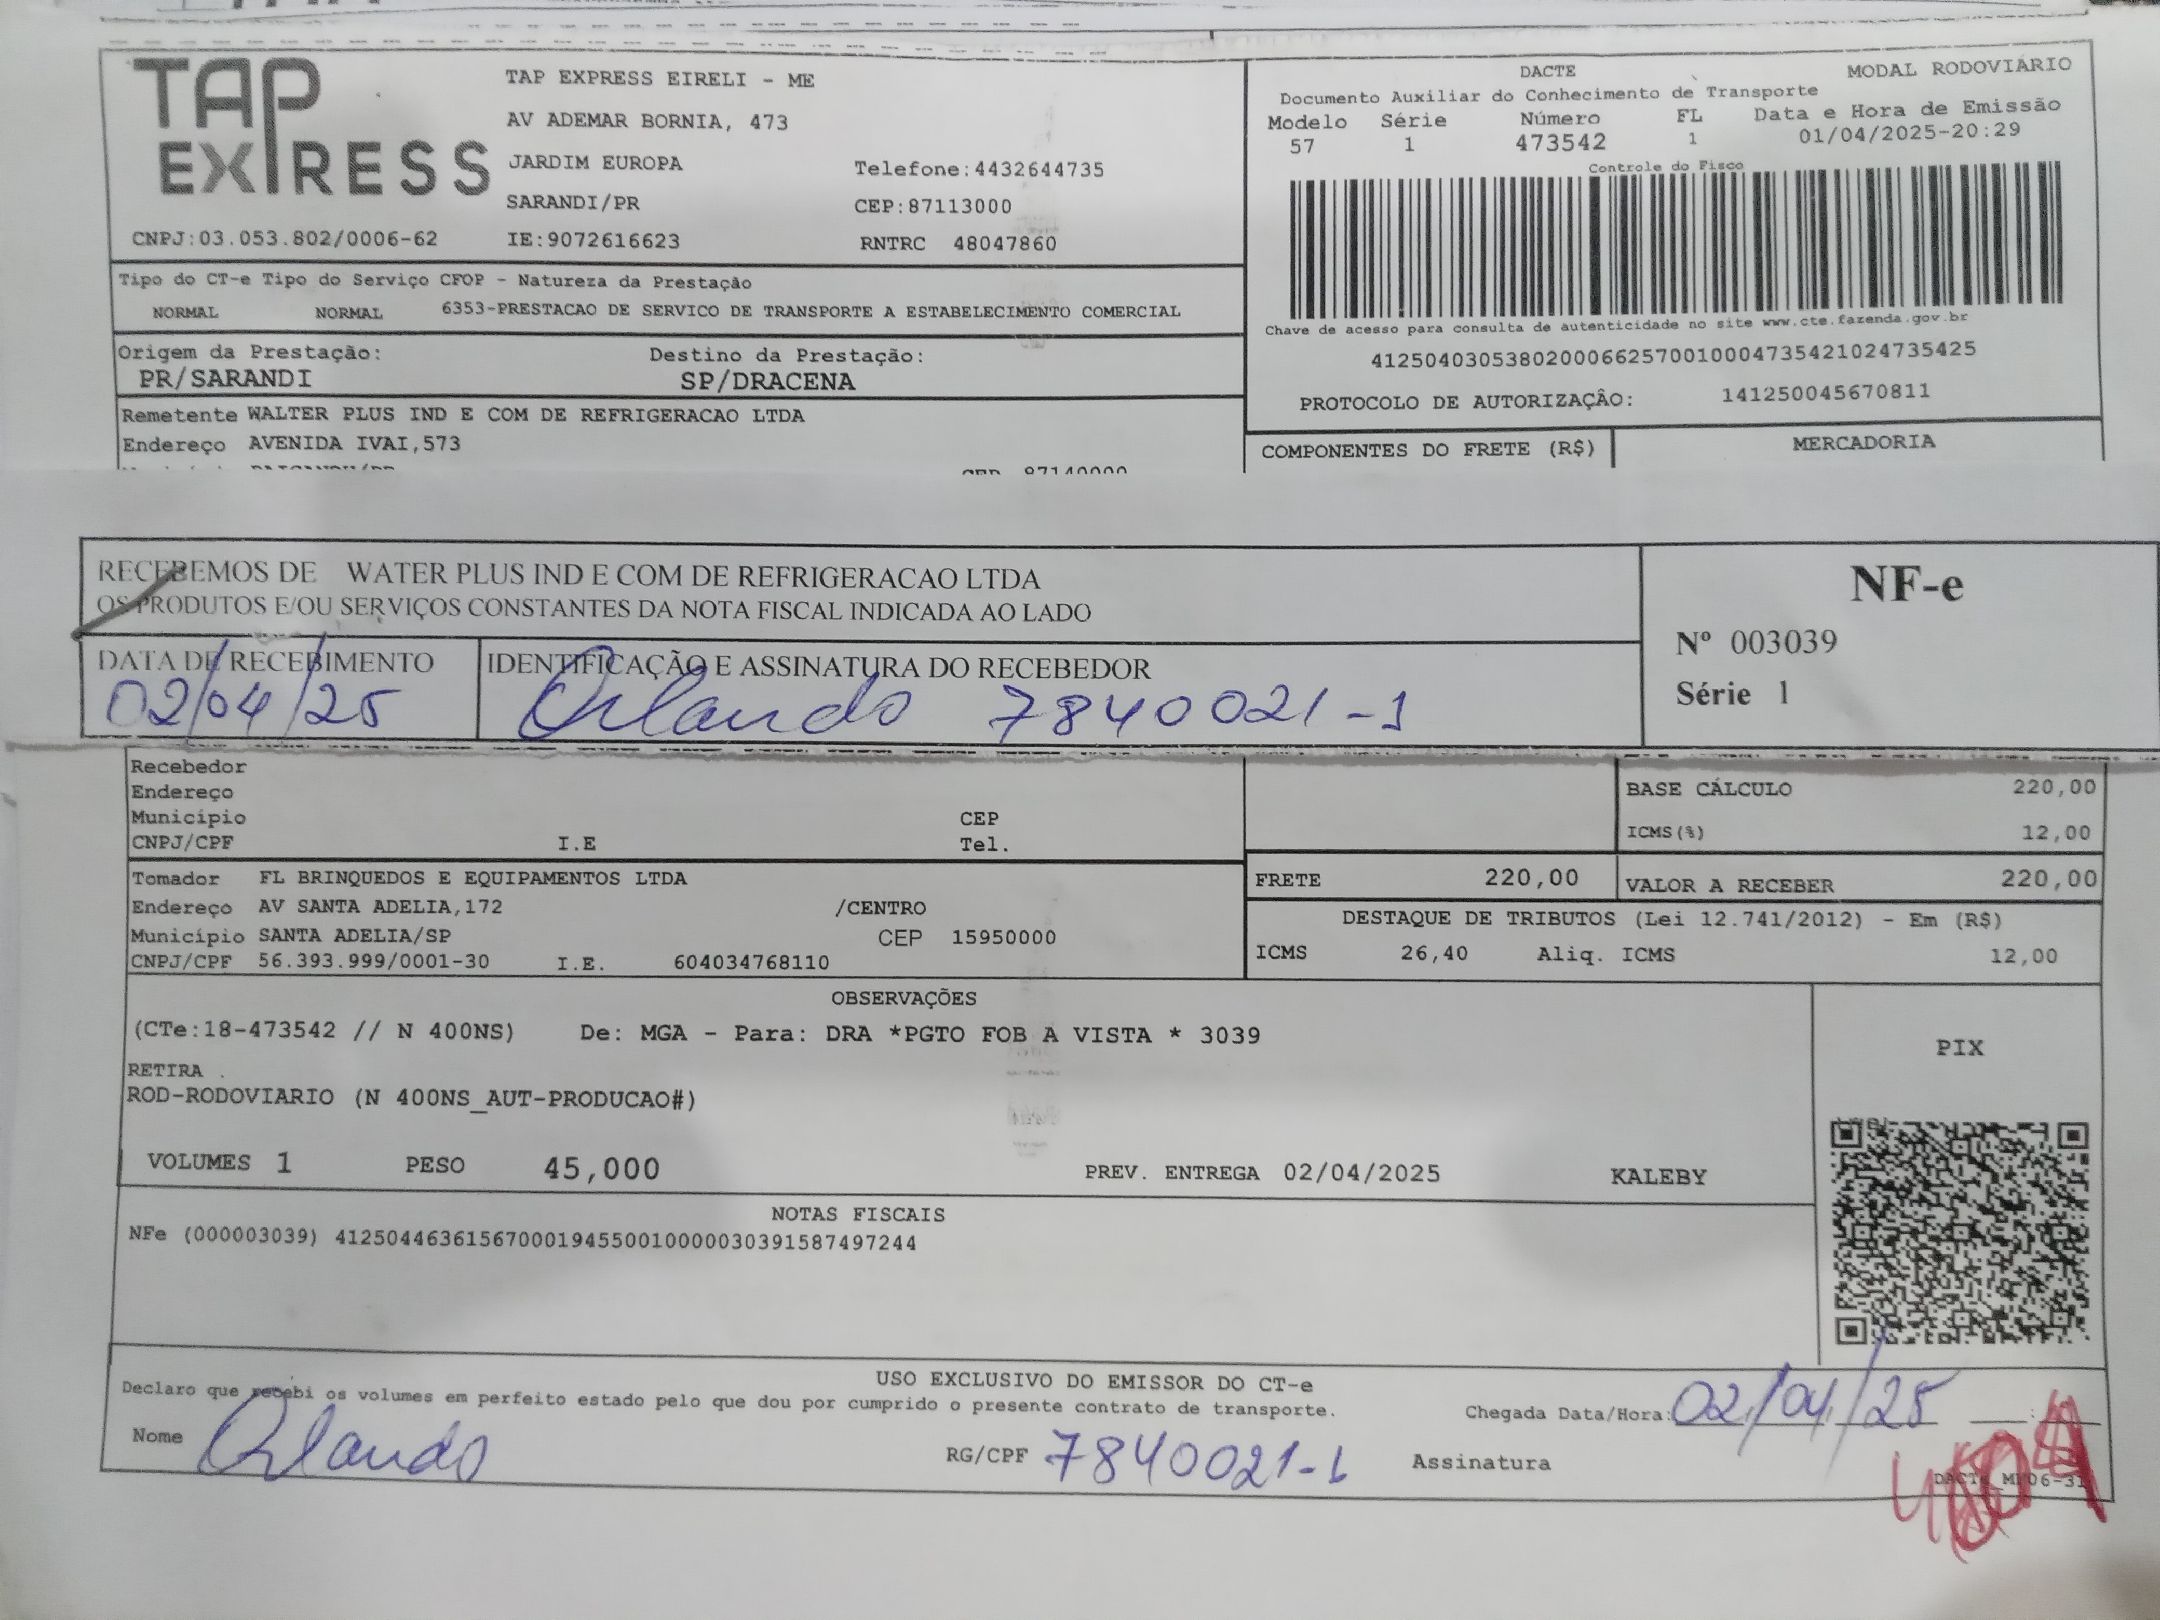 TAP
EXPRESS
TAP EXPRESS EIRELI - ME
AV ADEMAR BORNIA, 473
JARDIM EUROPA Telefone:4432644735
SARANDI/PR CEP:87113000
CNPJ:03.053.802/0006-62 IE:9072616623 RNTRC 48047860
DACTE MODAL RODOVIÁRIO
Documento Auxiliar do Conhecimento de Transporte
Modelo Série Número FL Data e Hora de Emissão
57 1 473542 1 01/04/2025-20:29
Controle do Fisco
Chave de acesso para consulta de autenticidade no site www.cte.fazenda.gov.br
41250403053802000662570010004735421024735425
PROTOCOLO DE AUTORIZAÇÂO: 141250045670811
Tipo do CT-e Tipo do Serviço CFOP - Natureza da Prestação
NORMAL NORMAL 6353-PRESTACAO DE SERVICO DE TRANSPORTE A ESTABELECIMENTO COMERCIAL
Origem da Prestação: Destino da Prestação:
PR/SARANDI SP/DRACENA
Remetente WALTER PLUS IND E COM DE REFRIGERACAO LTDA
Endereço AVENIDA IVAI,573
CEP 87140000
COMPONENTES DO FRETE (R$) MERCADORIA
RECEBEMOS DE WATER PLUS IND E COM DE REFRIGERACAO LTDA
OS PRODUTOS E/OU SERVIÇOS CONSTANTES DA NOTA FISCAL INDICADA AO LADO
DATA DE RECEBIMENTO IDENTIFICAÇÃO E ASSINATURA DO RECEBEDOR
02/04/25 Orlando 7840021-1
NF-e
Nº 003039
Série 1
Recebedor
Endereço
Município CEP
CNPJ/CPF I.E Tel.
BASE CÁLCULO 220,00
ICMS(%) 12,00
Tomador FL BRINQUEDOS E EQUIPAMENTOS LTDA
Endereço AV SANTA ADELIA,172 /CENTRO
Município SANTA ADELIA/SP CEP 15950000
CNPJ/CPF 56.393.999/0001-30 I.E. 604034768110
FRETE 220,00 VALOR A RECEBER 220,00
DESTAQUE DE TRIBUTOS (Lei 12.741/2012) - Em (R$)
ICMS 26,40 Aliq. ICMS 12,00
OBSERVAÇÕES
(CTe:18-473542 // N 400NS) De: MGA - Para: DRA *PGTO FOB A VISTA * 3039
RETIRA .
ROD-RODOVIARIO (N 400NS_AUT-PRODUCAO#)
PIX
VOLUMES 1 PESO 45,000 PREV. ENTREGA 02/04/2025 KALEBY
NOTAS FISCAIS
NFe (000003039) 41250446361567000194550010000030391587497244
USO EXCLUSIVO DO EMISSOR DO CT-e
Declaro que recebi os volumes em perfeito estado pelo que dou por cumprido o presente contrato de transporte.
Chegada Data/Hora: 02/04/25
Nome Orlando RG/CPF 7840021-1 Assinatura